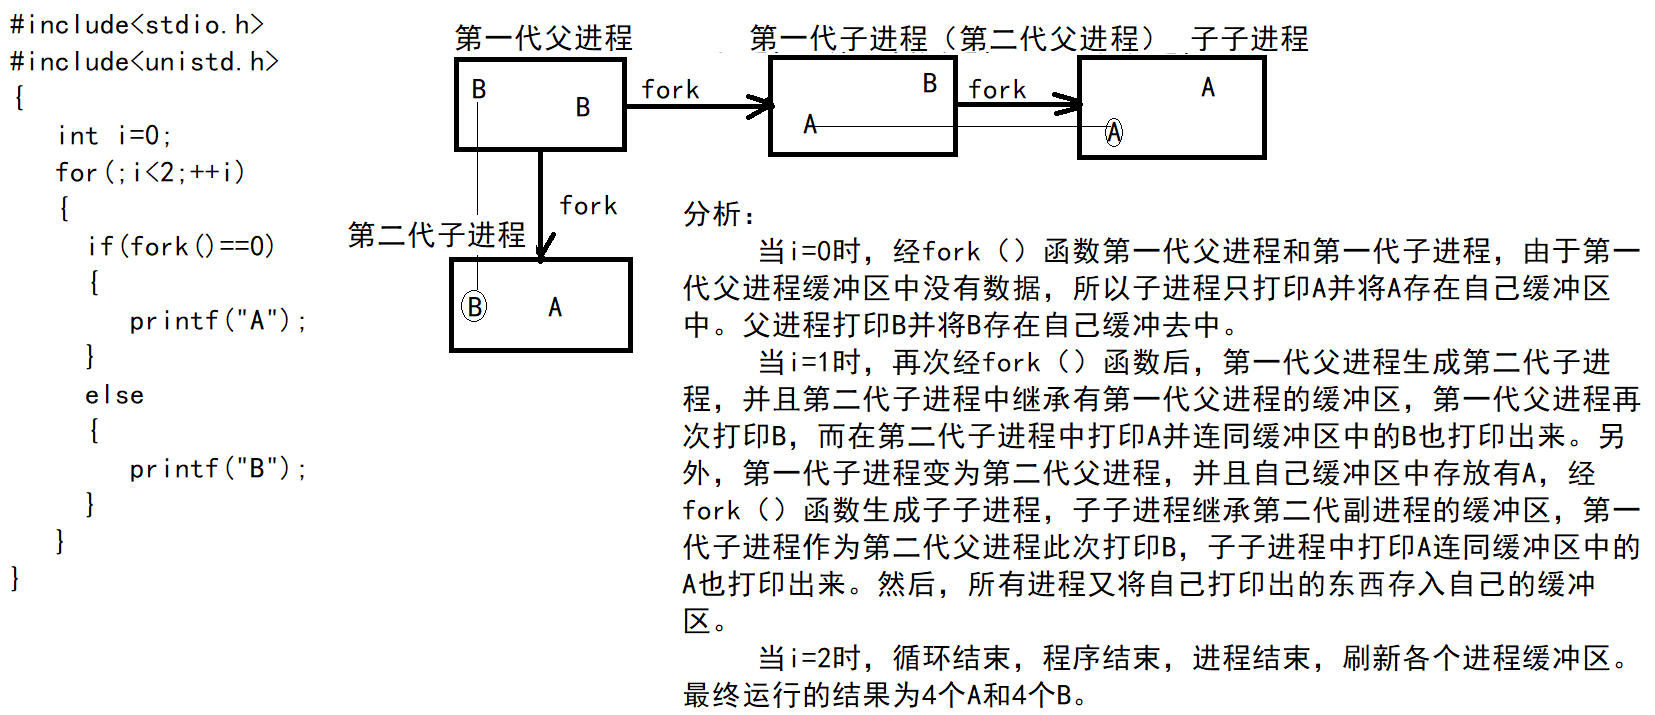 #include<stdio.h>
#include<unistd.h>
{
int i=0;
for(;i<2;++i)
{
if(fork()==0)
{
printf("A");
}
else
{
printf("B");
}
}
}
第一代父进程
第一代子进程（第二代父进程） 子子进程
B
B
fork
B
A
fork
A
A
fork
第二代子进程
B
A
分析：
当i=0时，经fork（）函数第一代父进程和第一代子进程，由于第一
代父进程缓冲区中没有数据，所以子进程只打印A并将A存在自己缓冲区
中。父进程打印B并将B存在自己缓冲去中。
当i=1时，再次经fork（）函数后，第一代父进程生成第二代子进
程，并且第二代子进程中继承有第一代父进程的缓冲区，第一代父进程再
次打印B，而在第二代子进程中打印A并连同缓冲区中的B也打印出来。另
外，第一代子进程变为第二代父进程，并且自己缓冲区中存放有A，经
fork（）函数生成子子进程，子子进程继承第二代副进程的缓冲区，第一
代子进程作为第二代父进程此次打印B，子子进程中打印A连同缓冲区中的
A也打印出来。然后，所有进程又将自己打印出的东西存入自己的缓冲
区。
当i=2时，循环结束，程序结束，进程结束，刷新各个进程缓冲区。
最终运行的结果为4个A和4个B。